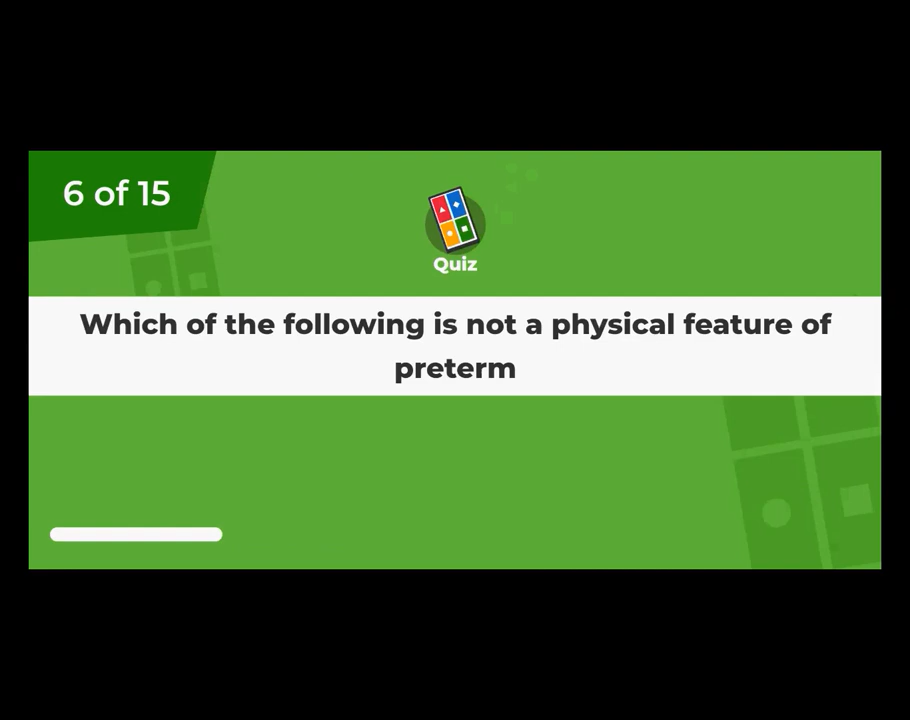 6 of 15
Quiz
Which of the following is not a physical feature of
preterm